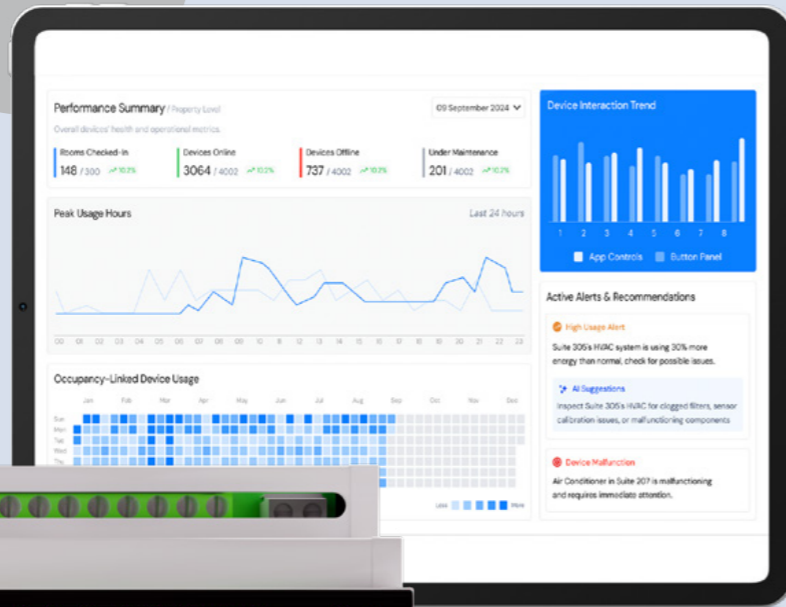 Performance Summary / Property Level
09 September 2024
Overall devices' health and operational metrics.
Rooms Checked-In
148 / 300 10.2%
Devices Online
3064 / 4002 10.2%
Devices Offline
737 / 4002 10.2%
Under Maintenance
201 / 4002 10.2%
Peak Usage Hours
Last 24 hours
00 01 02 03 04 05 06 07 08 09 10 11 12 13 14 15 16 17 18 19 20 21 22 23
Occupancy-Linked Device Usage
Jan Feb Mar Apr May Jun Jul Aug Sep Oct Nov Dec
Sun
Mon
Tue
Wed
Thu
Less More
Device Interaction Trend
1 2 3 4 5 6 7 8
App Controls Button Panel
Active Alerts & Recommendations
High Usage Alert
Suite 305's HVAC system is using 30% more
energy than normal, check for possible issues.
AI Suggestions
Inspect Suite 305's HVAC for clogged filters, sensor
calibration issues, or malfunctioning components
Device Malfunction
Air Conditioner in Suite 207 is malfunctioning
and requires immediate attention.